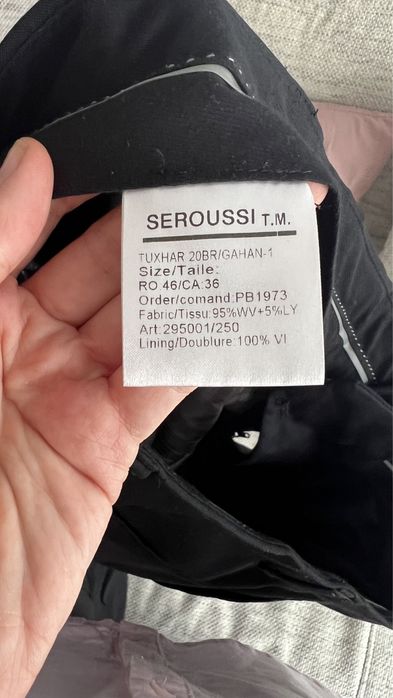 SEROUSSI T.M.
TUXHAR 20BR/GAHAN-1
Size/Taile:
RO 46/CA:36
Order/comand:PB1973
Fabric/Tissu:95%WV+5%LY
Art:295001/250
Lining/Doublure:100% VI